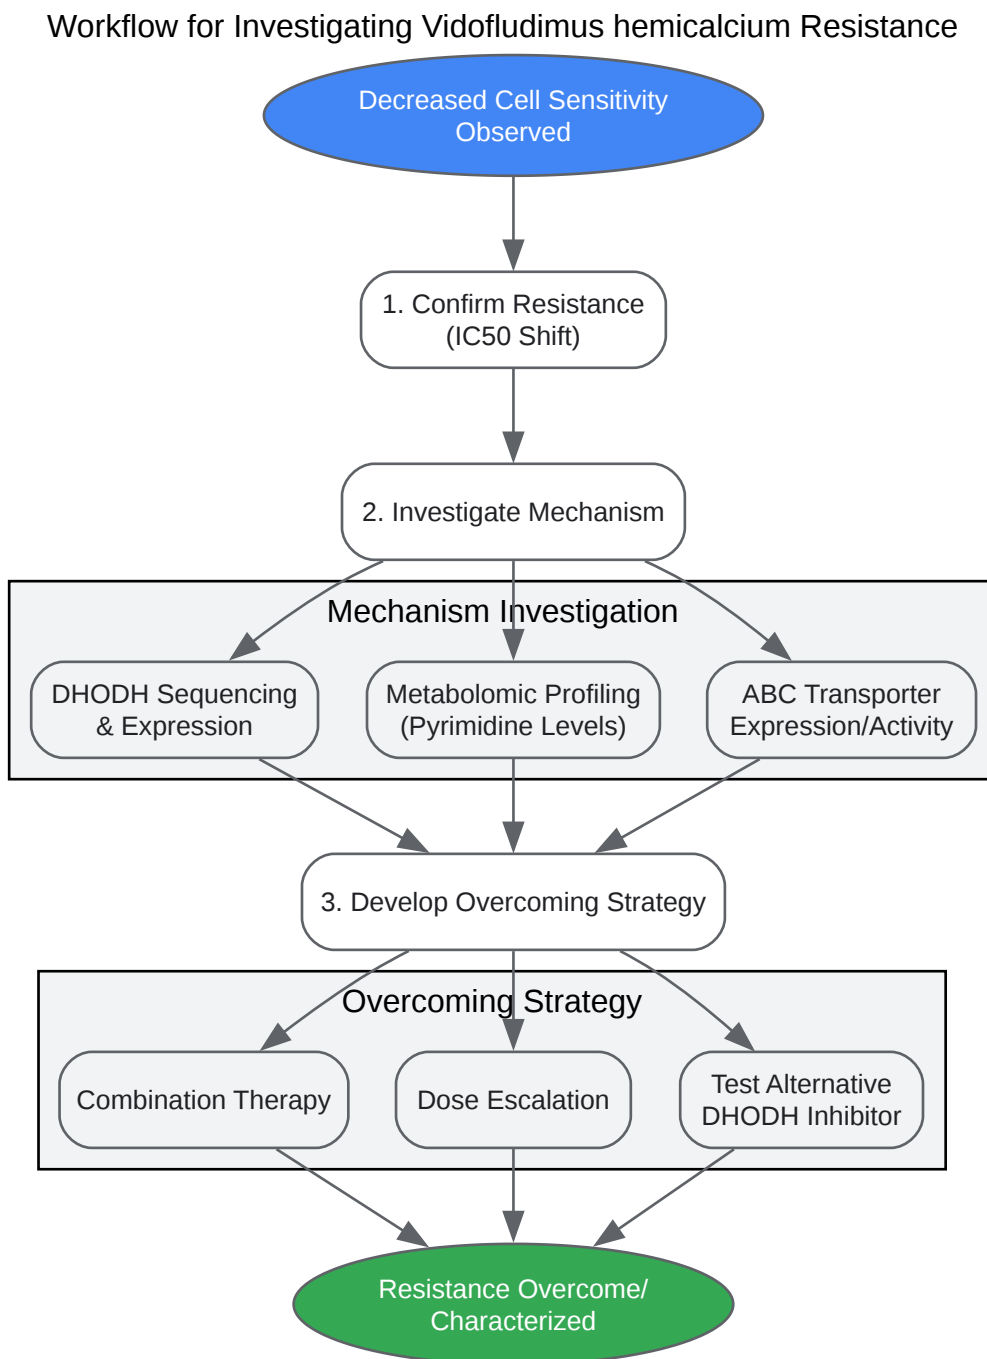 Workflow for Investigating Vidofludimus hemicalcium Resistance
Decreased Cell Sensitivity
Observed
1. Confirm Resistance
(IC50 Shift)
2. Investigate Mechanism
Mechanism Investigation
DHODH Sequencing
& Expression
Metabolomic Profiling
(Pyrimidine Levels)
ABC Transporter
Expression/Activity
3. Develop Overcoming Strategy
Overcoming Strategy
Combination Therapy
Dose Escalation
Test Alternative
DHODH Inhibitor
Resistance Overcome/
Characterized